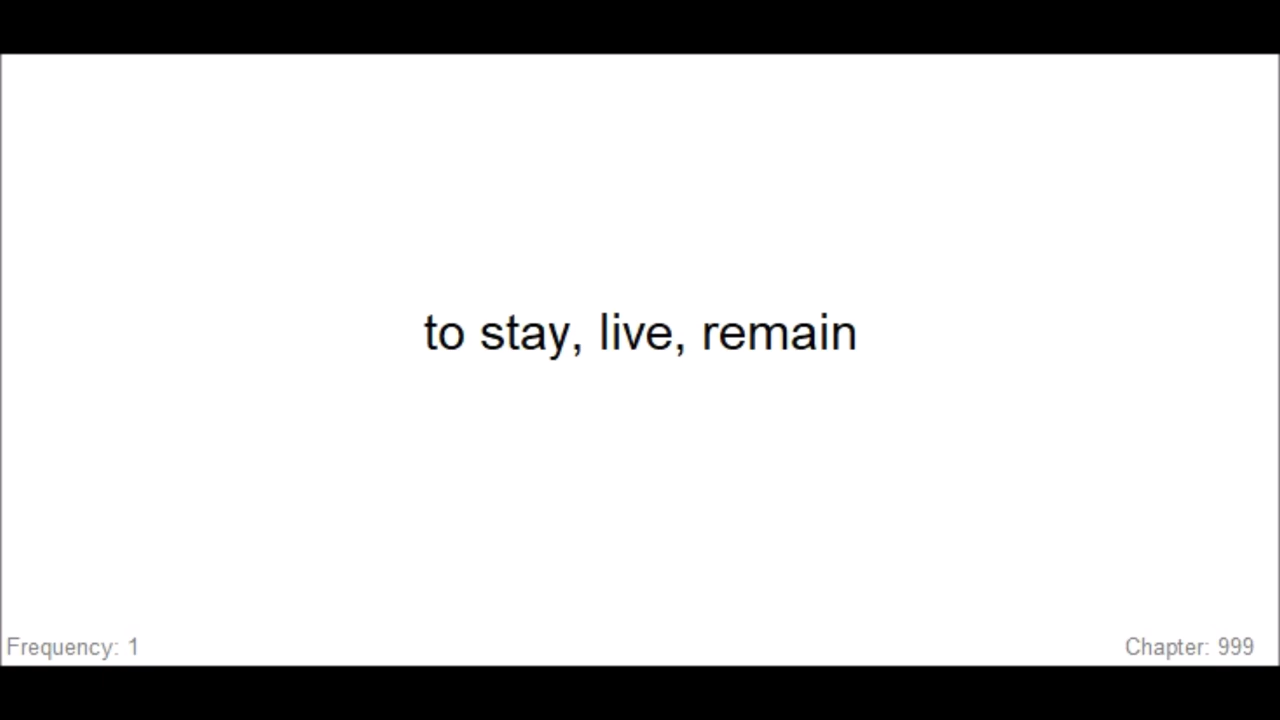 to stay, live, remain
Frequency: 1
Chapter: 999